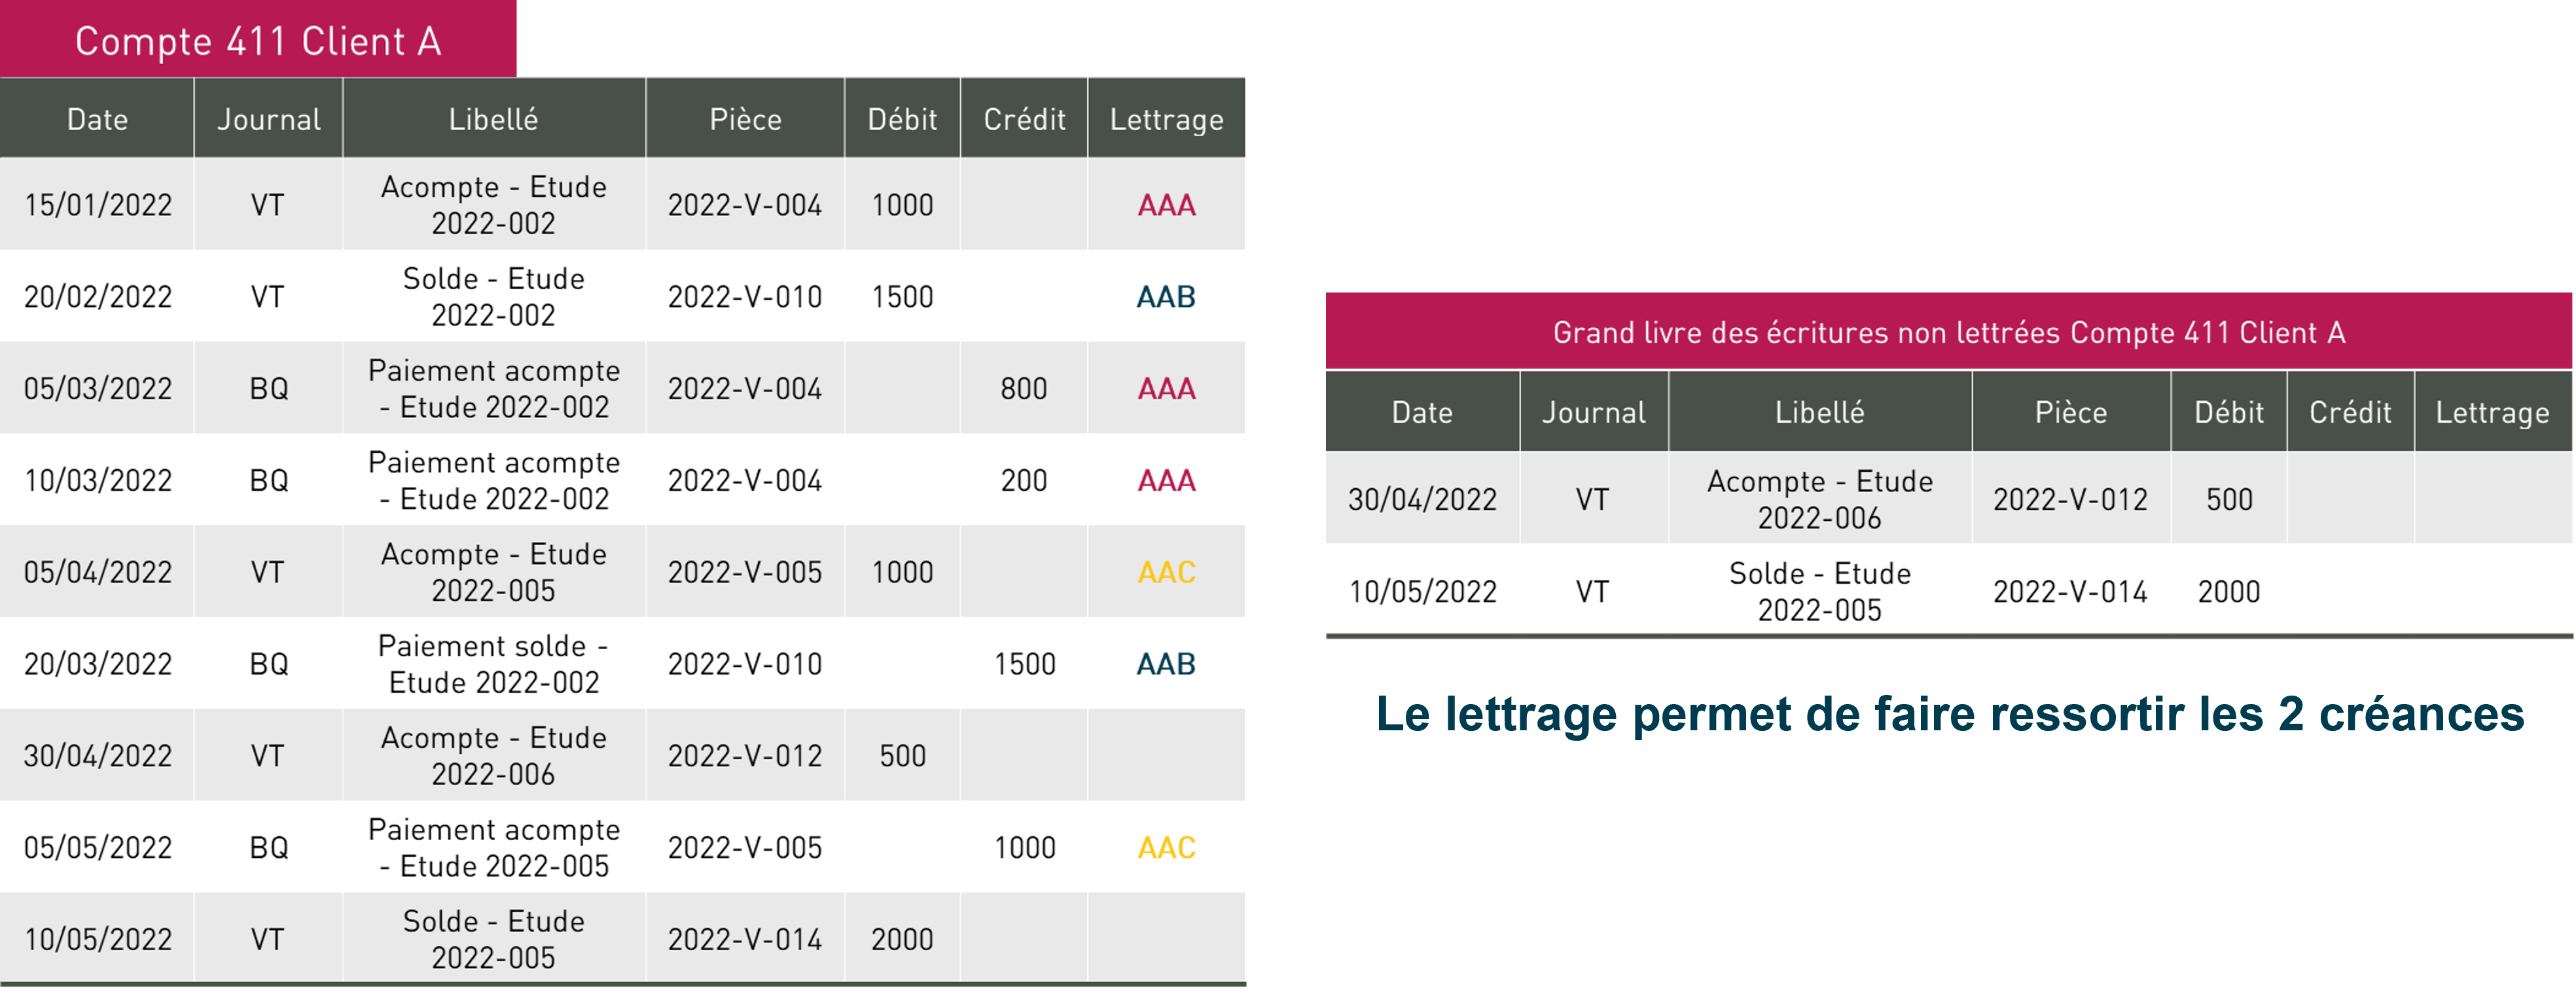 Compte 411 Client A
Date Journal Libellé Pièce Débit Crédit Lettrage
15/01/2022 VT Acompte - Etude 2022-002 2022-V-004 1000 AAA
20/02/2022 VT Solde - Etude 2022-002 2022-V-010 1500 AAB
05/03/2022 BQ Paiement acompte - Etude 2022-002 2022-V-004 800 AAA
10/03/2022 BQ Paiement acompte - Etude 2022-002 2022-V-004 200 AAA
05/04/2022 VT Acompte - Etude 2022-005 2022-V-005 1000 AAC
20/03/2022 BQ Paiement solde - Etude 2022-002 2022-V-010 1500 AAB
30/04/2022 VT Acompte - Etude 2022-006 2022-V-012 500
05/05/2022 BQ Paiement acompte - Etude 2022-005 2022-V-005 1000 AAC
10/05/2022 VT Solde - Etude 2022-005 2022-V-014 2000
Grand livre des écritures non lettrées Compte 411 Client A
Date Journal Libellé Pièce Débit Crédit Lettrage
30/04/2022 VT Acompte - Etude 2022-006 2022-V-012 500
10/05/2022 VT Solde - Etude 2022-005 2022-V-014 2000
Le lettrage permet de faire ressortir les 2 créances